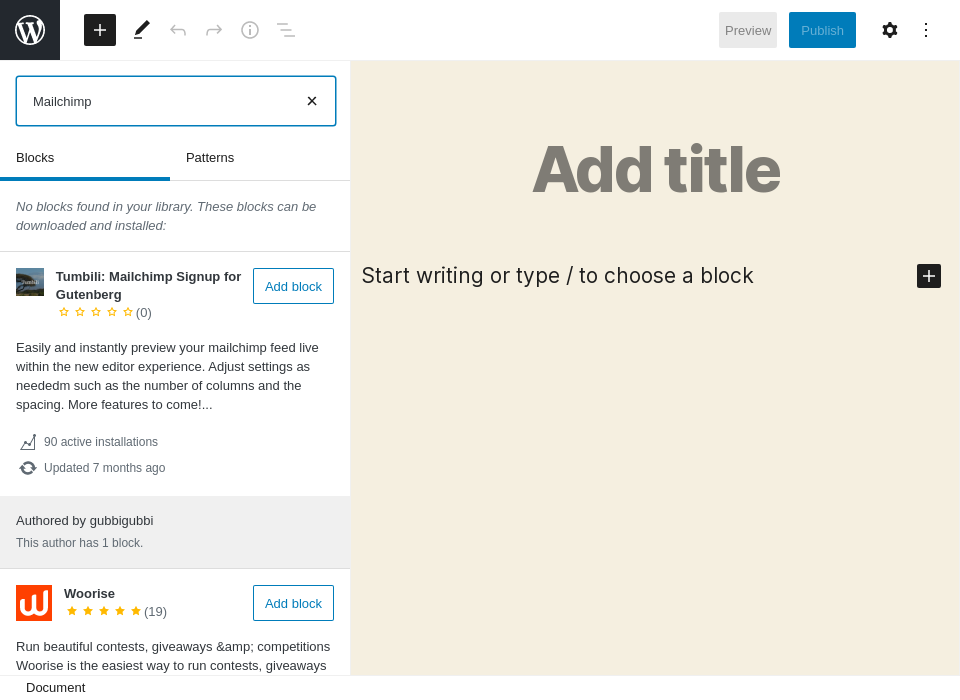 Preview
Publish
Mailchimp
Blocks
Patterns
No blocks found in your library. These blocks can be
downloaded and installed:
Tumbili: Mailchimp Signup for
Gutenberg
(0)
Add block
Easily and instantly preview your mailchimp feed live
within the new editor experience. Adjust settings as
neededm such as the number of columns and the
spacing. More features to come!...
90 active installations
Updated 7 months ago
Authored by gubbigubbi
This author has 1 block.
Woorise
(19)
Add block
Run beautiful contests, giveaways &amp; competitions
Woorise is the easiest way to run contests, giveaways
Document
Add title
Start writing or type / to choose a block